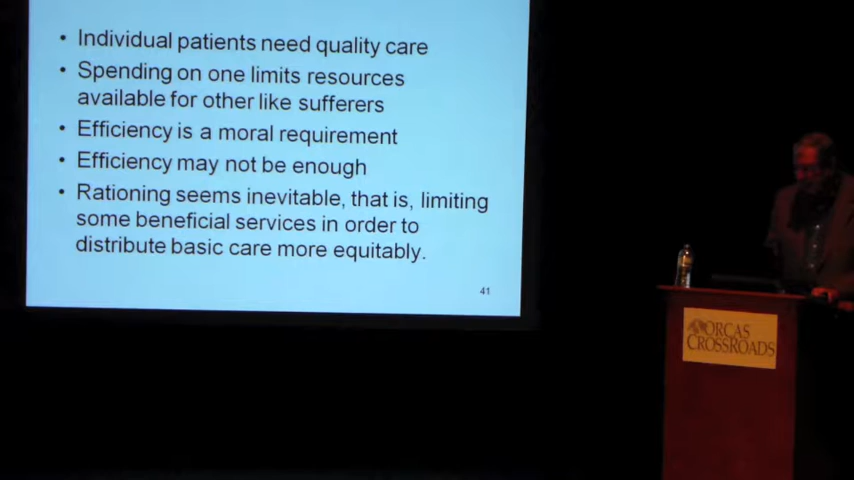 • Individual patients need quality care
• Spending on one limits resources
available for other like sufferers
• Efficiency is a moral requirement
• Efficiency may not be enough
• Rationing seems inevitable, that is, limiting
some beneficial services in order to
distribute basic care more equitably.
41
ORCAS
CROSSROADS